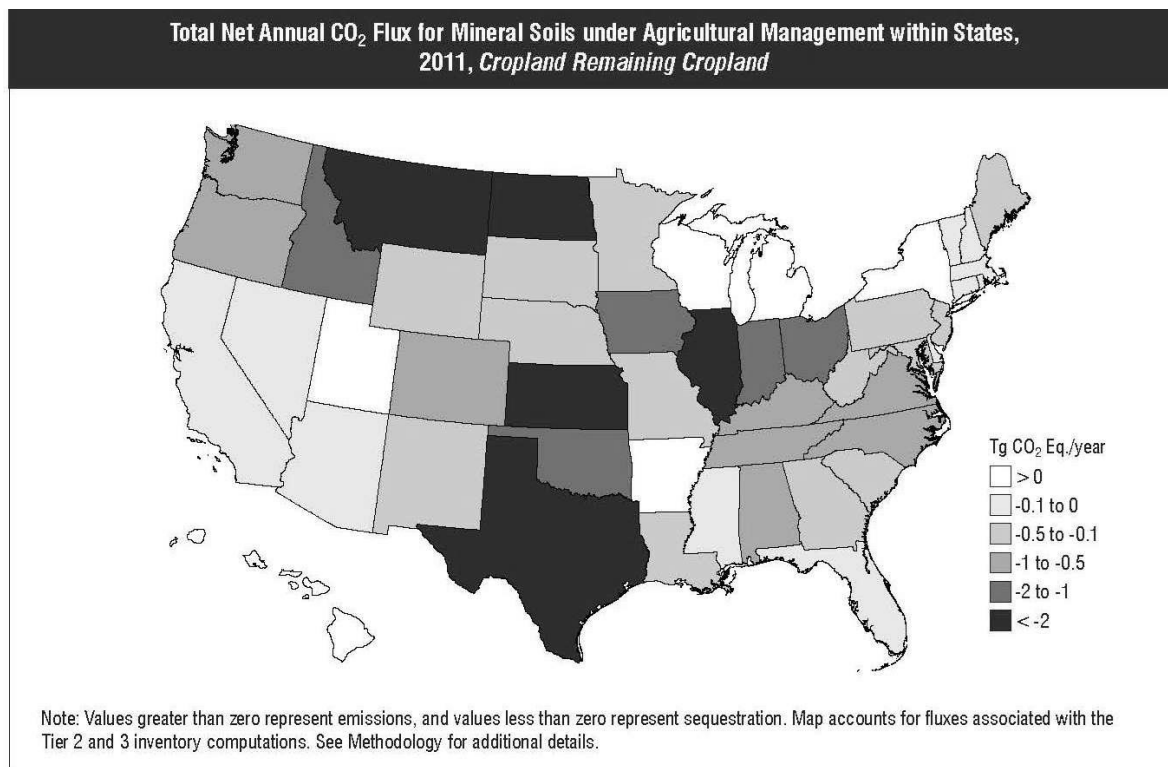 Total Net Annual CO₂ Flux for Mineral Soils under Agricultural Management within States,
2011, Cropland Remaining Cropland
Tg CO₂ Eq./year
> 0
-0.1 to 0
-0.5 to -0.1
-1 to -0.5
-2 to -1
< -2
Note: Values greater than zero represent emissions, and values less than zero represent sequestration. Map accounts for fluxes associated with the
Tier 2 and 3 inventory computations. See Methodology for additional details.